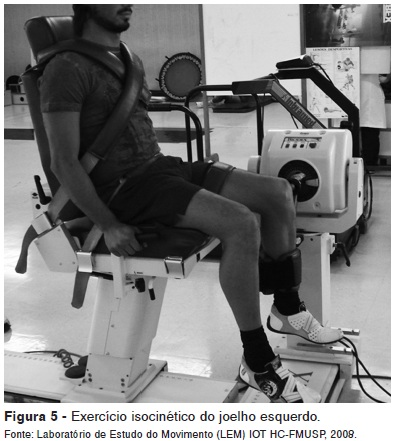 Figura 5 - Exercício isocinético do joelho esquerdo.
Fonte: Laboratório de Estudo do Movimento (LEM) IOT HC-FMUSP, 2009.